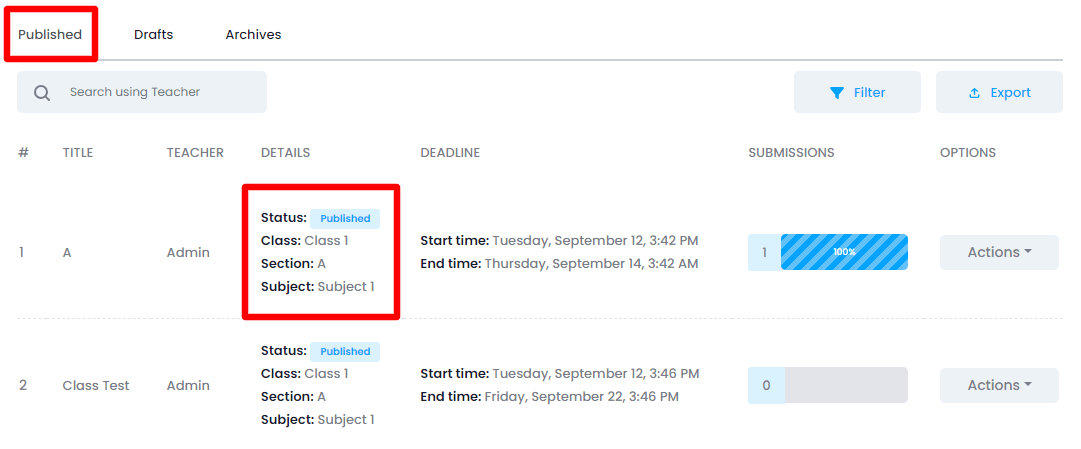 Published Drafts Archives
Search using Teacher Filter Export
# TITLE TEACHER DETAILS DEADLINE SUBMISSIONS OPTIONS
1 A Admin
Status: Published
Class: Class 1
Section: A
Subject: Subject 1
Start time: Tuesday, September 12, 3:42 PM
End time: Thursday, September 14, 3:42 AM
1 100% Actions
2 Class Test Admin
Status: Published
Class: Class 1
Section: A
Subject: Subject 1
Start time: Tuesday, September 12, 3:46 PM
End time: Friday, September 22, 3:46 PM
0 Actions